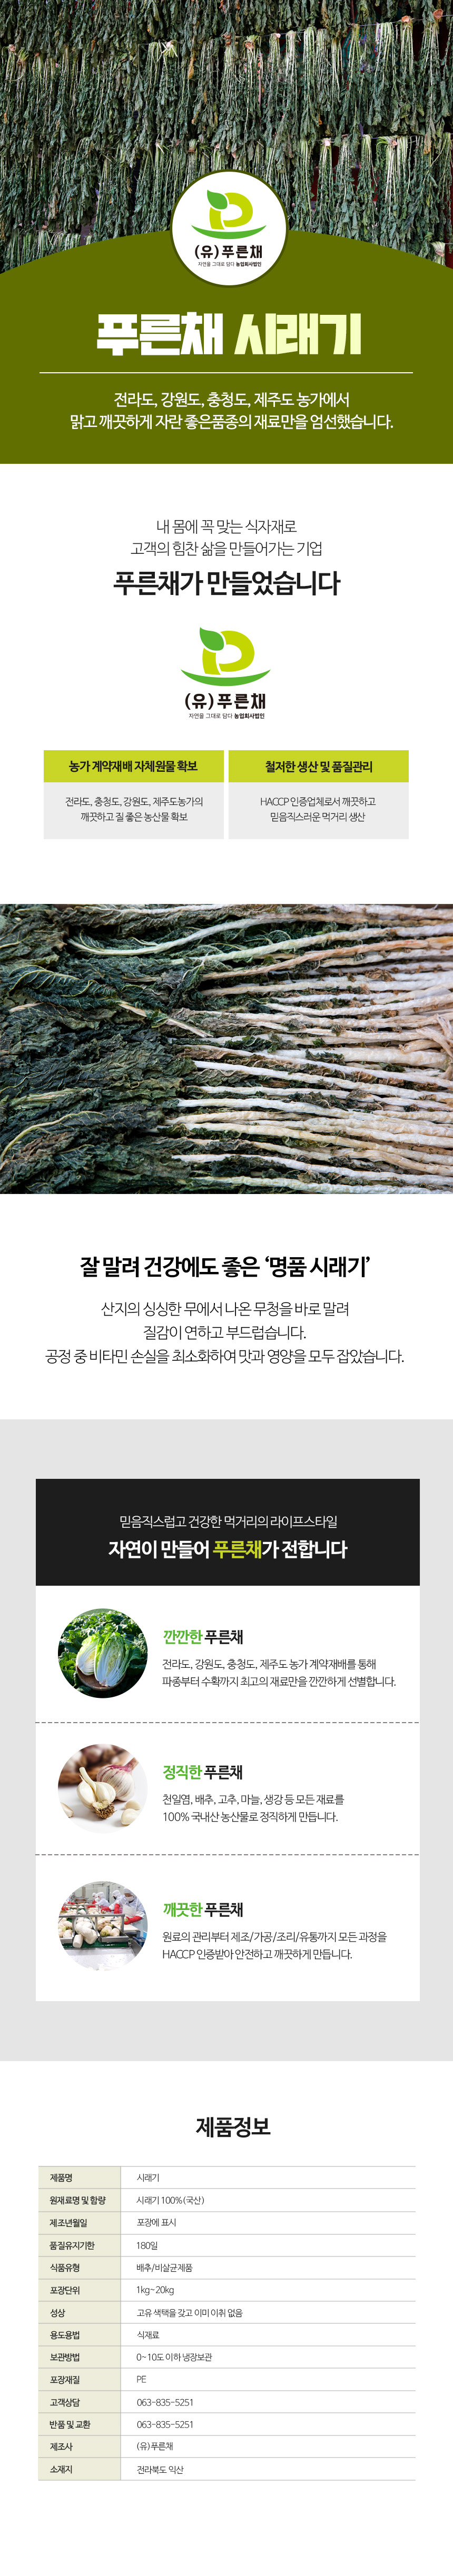 (유)푸른채
자연을 그대로 담다 농업회사법인
푸른채 시래기
전라도, 강원도, 충청도, 제주도 농가에서
맑고 깨끗하게 자란 좋은품종의 재료만을 엄선했습니다.
내 몸에 꼭 맞는 식자재로
고객의 힘찬 삶을 만들어가는 기업
푸른채가 만들었습니다
(유)푸른채
자연을 그대로 담다 농업회사법인
농가 계약재배 자체원물 확보
전라도, 충청도, 강원도, 제주도농가의
깨끗하고 질 좋은 농산물 확보
철저한 생산 및 품질관리
HACCP 인증업체로서 깨끗하고
믿음직스러운 먹거리 생산
잘 말려 건강에도 좋은 ‘명품 시래기’
산지의 싱싱한 무에서 나온 무청을 바로 말려
질감이 연하고 부드럽습니다.
공정 중 비타민 손실을 최소화하여 맛과 영양을 모두 잡았습니다.
믿음직스럽고 건강한 먹거리의 라이프스타일
자연이 만들어 푸른채가 전합니다
깐깐한 푸른채
전라도, 강원도, 충청도, 제주도 농가 계약재배를 통해
파종부터 수확까지 최고의 재료만을 깐깐하게 선별합니다.
정직한 푸른채
천일염, 배추, 고추, 마늘, 생강 등 모든 재료를
100% 국내산 농산물로 정직하게 만듭니다.
깨끗한 푸른채
원료의 관리부터 제조/가공/조리/유통까지 모든 과정을
HACCP 인증받아 안전하고 깨끗하게 만듭니다.
제품정보
제품명 시래기
원재료명 및 함량 시래기 100%(국산)
제조년월일 포장에 표시
품질유지기한 180일
식품유형 배추/비살균제품
포장단위 1kg~20kg
성상 고유 색택을 갖고 이미 이취 없음
용도용법 식재료
보관방법 0~10도 이하 냉장보관
포장재질 PE
고객상담 063-835-5251
반품 및 교환 063-835-5251
제조사 (유)푸른채
소재지 전라북도 익산